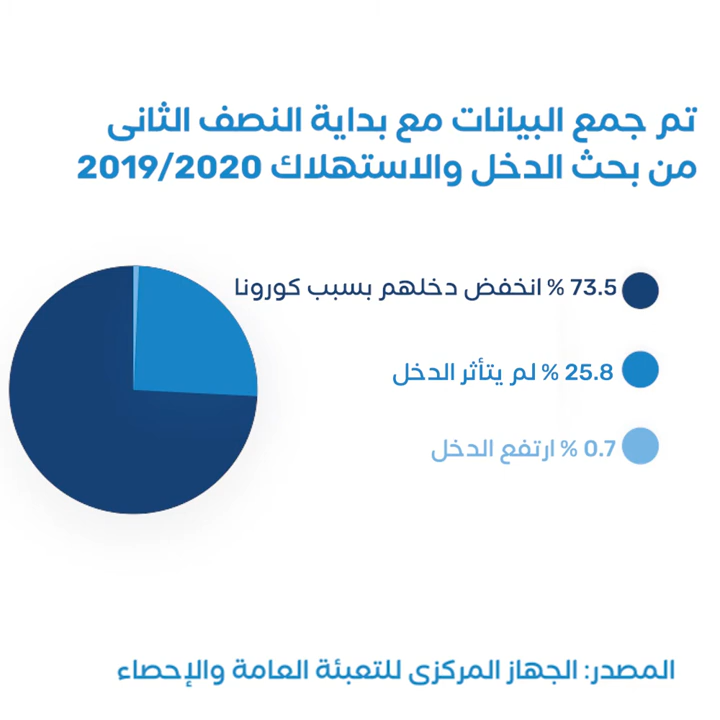 تم جمع البيانات مع بداية النصف الثانى
من بحث الدخل والاستهلاك 2019/2020
73.5 % انخفض دخلهم بسبب كورونا
25.8 % لم يتأثر الدخل
0.7 % ارتفع الدخل
المصدر: الجهاز المركزى للتعبئة العامة والإحصاء